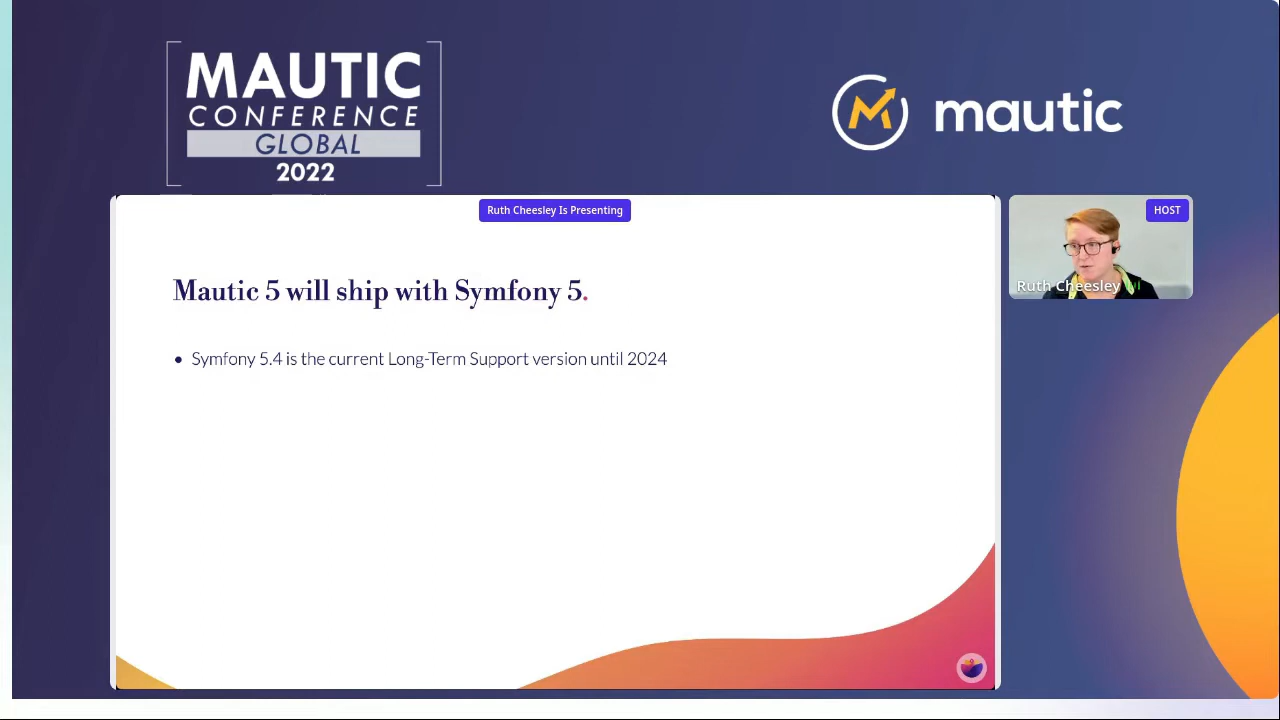 MAUTIC
CONFERENCE
GLOBAL
2022
mautic
Ruth Cheesley Is Presenting
HOST
Ruth Cheesley
Mautic 5 will ship with Symfony 5.
• Symfony 5.4 is the current Long-Term Support version until 2024